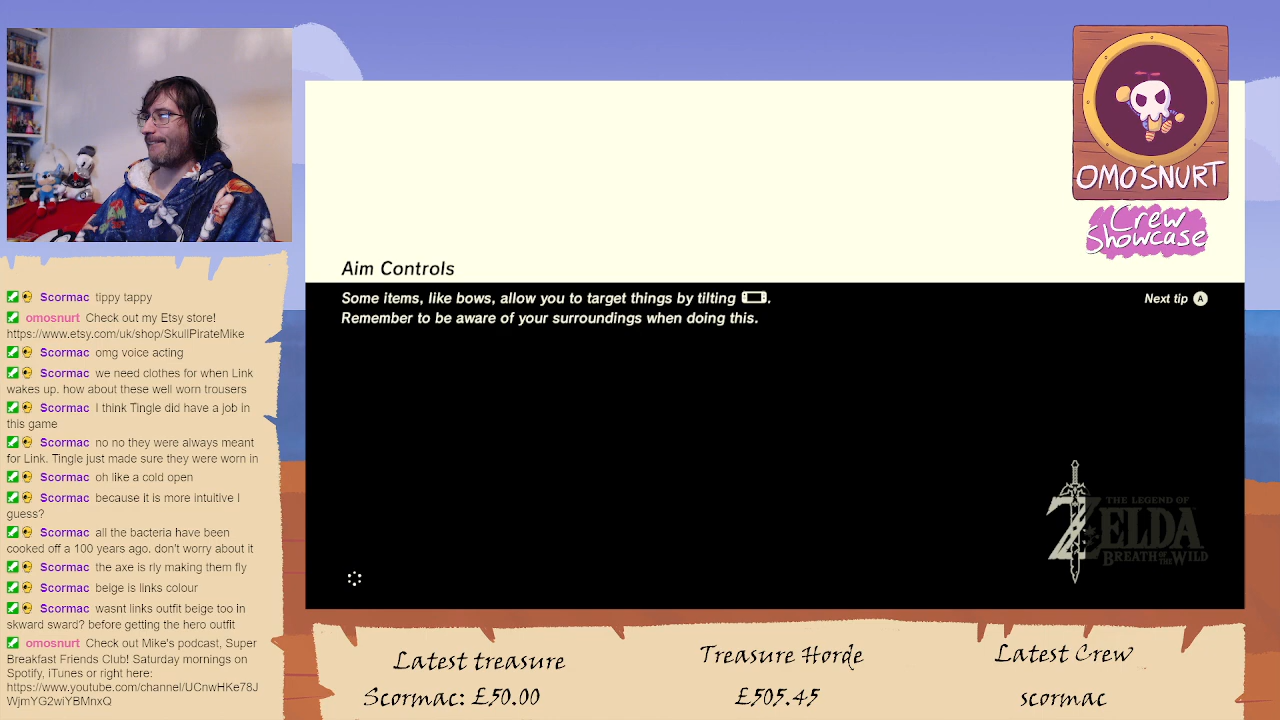 OMOSNURT
Crew
Showcase
Aim Controls
Some items, like bows, allow you to target things by tilting .
Remember to be aware of your surroundings when doing this.
Next tip A
THE LEGEND OF
ZELDA
BREATH OF THE WILD
Scormac tippy tappy
omosnurt Check out my Etsy store!
https://www.etsy.com/uk/shop/SkullPirateMike
Scormac omg voice acting
Scormac we need clothes for when Link
wakes up. how about these well worn trousers
Scormac i think Tingle did have a job in
this game
Scormac no no they were always meant
for Link. Tingle just made sure they were worn in
Scormac oh like a cold open
Scormac because it is more intuitive I
guess?
Scormac all the bacteria have been
cooked off a 100 years ago. don't worry about it
Scormac the axe is rly making them fly
Scormac beige is links colour
Scormac wasnt links outfit beige too in
skward sward? before getting the hero outfit
omosnurt Check out Mike's podcast, Super
Breakfast Friends Club! Saturday mornings on
Spotify, iTunes or right here:
https://www.youtube.com/channel/UCnwHKe78J
WjmYG2wiYBMnxQ
Latest treasure
Scormac: £50.00
Treasure Horde
£505.45
Latest Crew
scormac